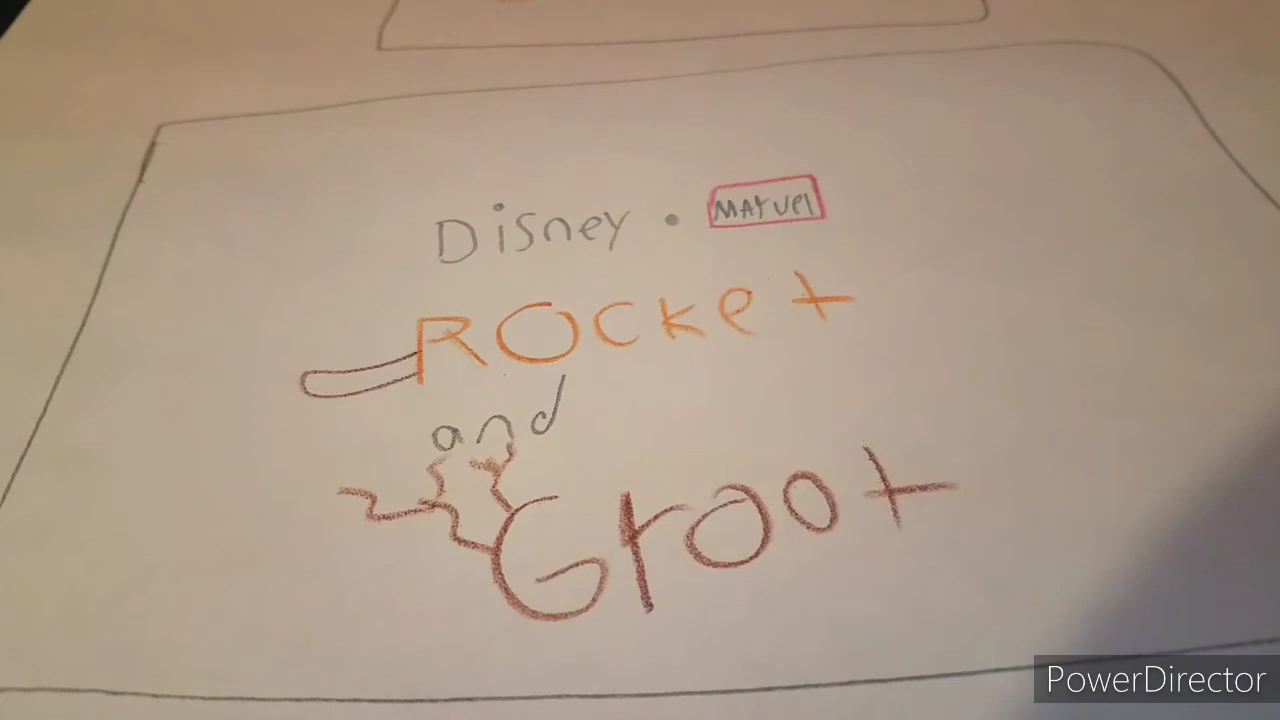 Disney • MArvel
ROcket
and
Groot
PowerDirector